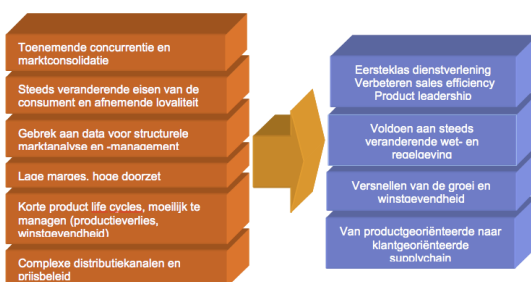 Toenemende concurrentie en
marktconsolidatie
Steeds veranderende eisen van de
consument en afnemende loyaliteit
Gebrek aan data voor structurele
marktanalyse en -management
Lage marges, hoge doorzet
Korte product life cycles, moeilijk te
managen (productieverlies,
winstgevendheid)
Complexe distributiekanalen en
prijsbeleid
Eersteklas dienstverlening
Verbeteren sales efficiency
Product leadership
Voldoen aan steeds
veranderende wet- en
regelgeving
Versnellen van de groei en
winstgevendheid
Van productgeoriënteerde naar
klantgeoriënteerde
supplychain